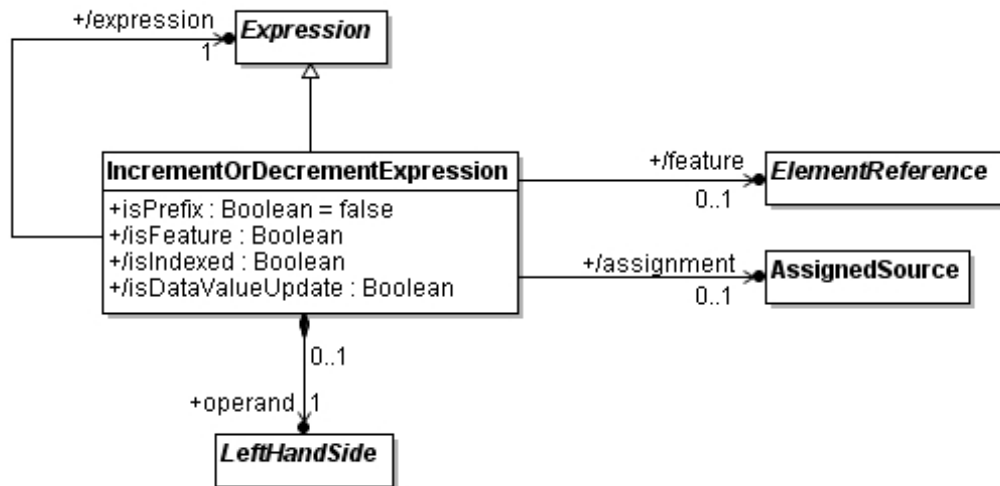 +/expression
1
Expression
IncrementOrDecrementExpression
+isPrefix : Boolean = false
+/isFeature : Boolean
+/isIndexed : Boolean
+/isDataValueUpdate : Boolean
+/feature
0..1
ElementReference
+/assignment
0..1
AssignedSource
0..1
+operand 1
LeftHandSide